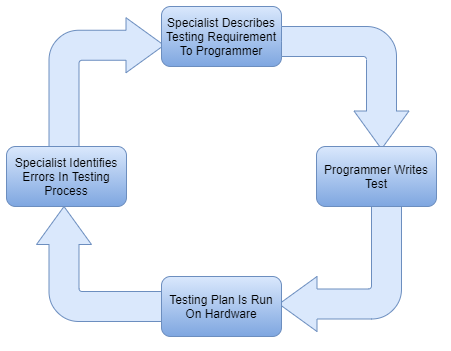 Specialist Describes
Testing Requirement
To Programmer
Programmer Writes
Test
Testing Plan Is Run
On Hardware
Specialist Identifies
Errors In Testing
Process